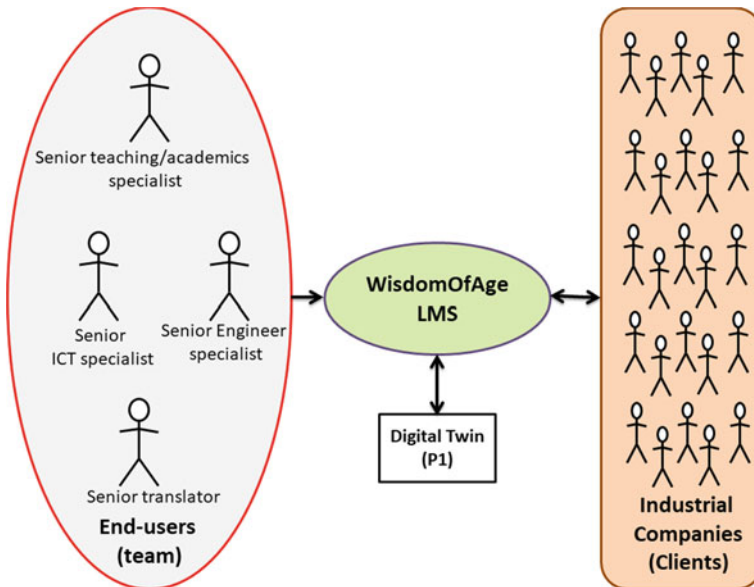 Senior teaching/academics
specialist
Senior
ICT specialist
Senior Engineer
specialist
Senior translator
End-users
(team)
WisdomOfAge
LMS
Digital Twin
(P1)
Industrial
Companies
(Clients)